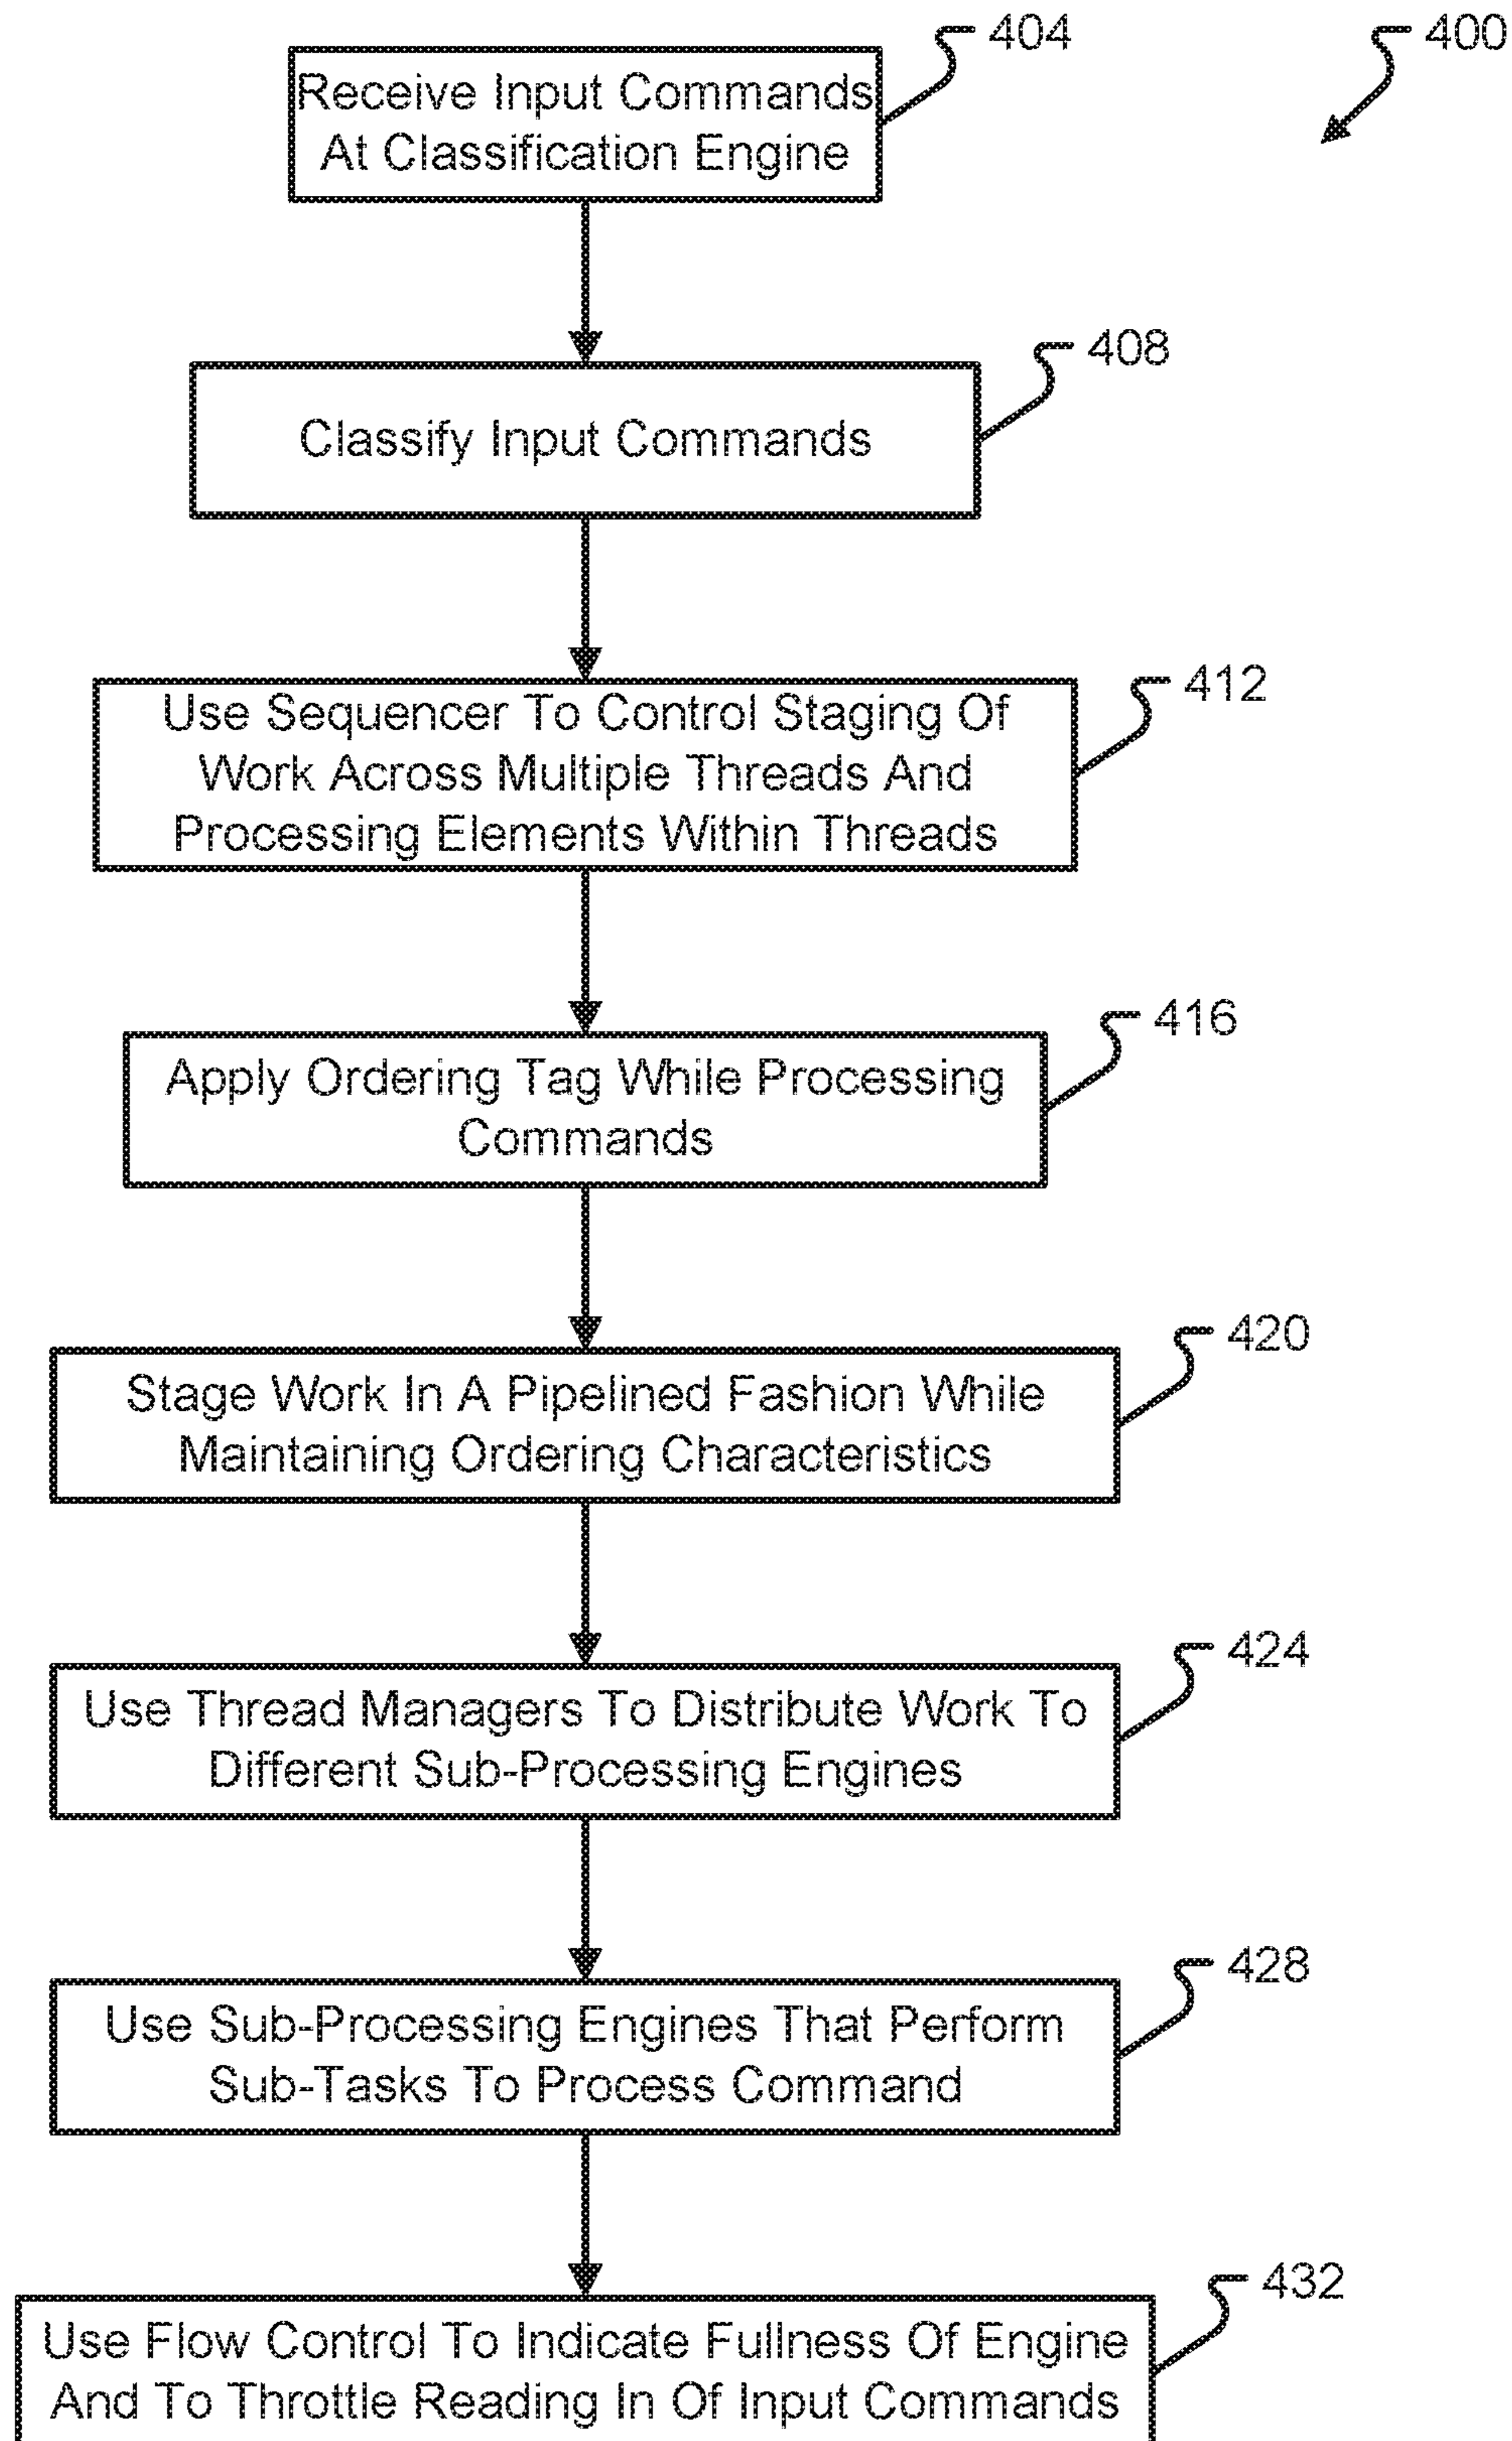 404
400
Receive Input Commands
At Classification Engine
408
Classify Input Commands
412
Use Sequencer To Control Staging Of
Work Across Multiple Threads And
Processing Elements Within Threads
416
Apply Ordering Tag While Processing
Commands
420
Stage Work In A Pipelined Fashion While
Maintaining Ordering Characteristics
424
Use Thread Managers To Distribute Work To
Different Sub-Processing Engines
428
Use Sub-Processing Engines That Perform
Sub-Tasks To Process Command
432
Use Flow Control To Indicate Fullness Of Engine
And To Throttle Reading In Of Input Commands